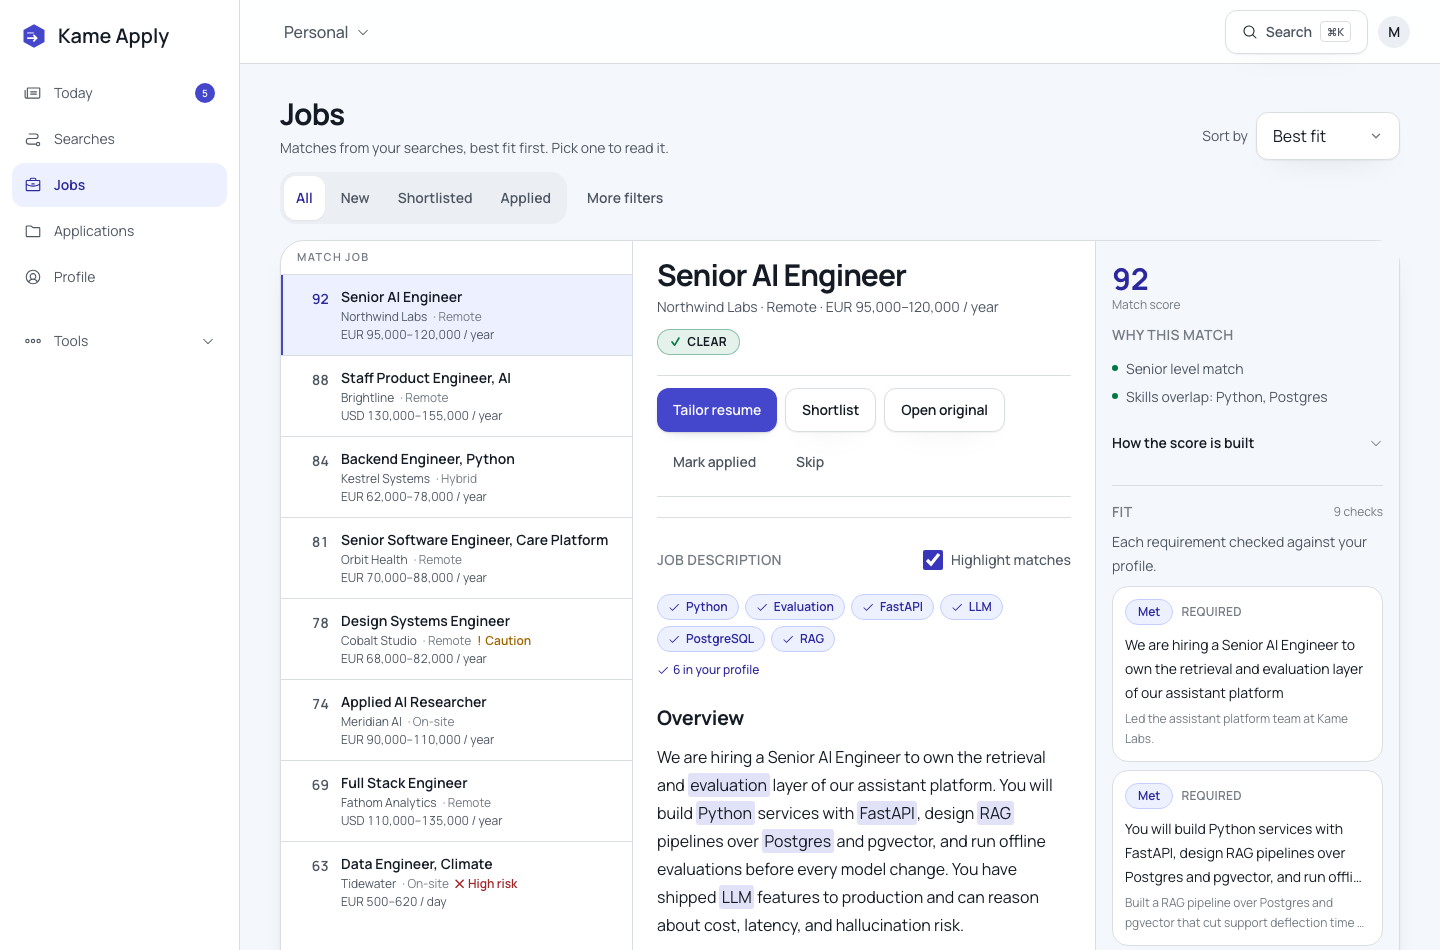 Kame Apply
Today 5
Searches
Jobs
Applications
Profile
Tools
Personal
Search ⌘K
M
Jobs
Matches from your searches, best fit first. Pick one to read it.
Sort by Best fit
All New Shortlisted Applied More filters
MATCH JOB
92 Senior AI Engineer
Northwind Labs · Remote
EUR 95,000–120,000 / year
88 Staff Product Engineer, AI
Brightline · Remote
USD 130,000–155,000 / year
84 Backend Engineer, Python
Kestrel Systems · Hybrid
EUR 62,000–78,000 / year
81 Senior Software Engineer, Care Platform
Orbit Health · Remote
EUR 70,000–88,000 / year
78 Design Systems Engineer
Cobalt Studio · Remote ! Caution
EUR 68,000–82,000 / year
74 Applied AI Researcher
Meridian AI · On-site
EUR 90,000–110,000 / year
69 Full Stack Engineer
Fathom Analytics · Remote
USD 110,000–135,000 / year
63 Data Engineer, Climate
Tidewater · On-site ✕ High risk
EUR 500–620 / day
Senior AI Engineer
Northwind Labs · Remote · EUR 95,000–120,000 / year
✓ CLEAR
Tailor resume Shortlist Open original
Mark applied Skip
JOB DESCRIPTION Highlight matches
✓ Python ✓ Evaluation ✓ FastAPI ✓ LLM
✓ PostgreSQL ✓ RAG
✓ 6 in your profile
Overview
We are hiring a Senior AI Engineer to own the retrieval
and evaluation layer of our assistant platform. You will
build Python services with FastAPI, design RAG
pipelines over Postgres and pgvector, and run offline
evaluations before every model change. You have
shipped LLM features to production and can reason
about cost, latency, and hallucination risk.
92
Match score
WHY THIS MATCH
Senior level match
Skills overlap: Python, Postgres
How the score is built
FIT 9 checks
Each requirement checked against your
profile.
Met REQUIRED
We are hiring a Senior AI Engineer to
own the retrieval and evaluation layer
of our assistant platform
Led the assistant platform team at Kame
Labs.
Met REQUIRED
You will build Python services with
FastAPI, design RAG pipelines over
Postgres and pgvector, and run offli…
Built a RAG pipeline over Postgres and
pgvector that cut support deflection time …